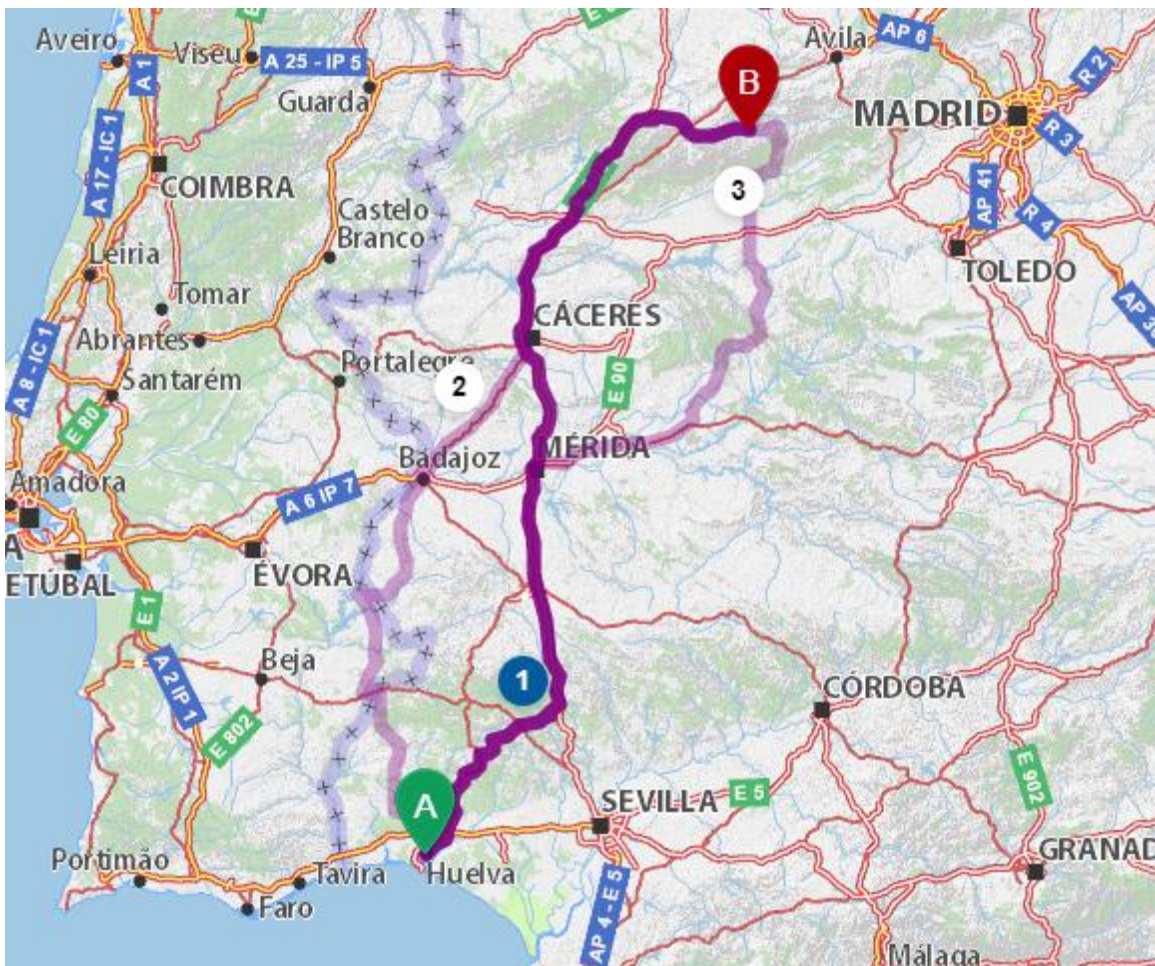 Aveiro
Viseu
A 25 - IP 5
A 1
Guarda
Ávila
AP 6
R 2
B
MADRID
R 3
A 17 - IC 1
COIMBRA
3
AP 41
R 4
Castelo
Branco
Leiria
TOLEDO
Tomar
CÁCERES
A 8 - IC 1
Abrantes
Santarém
Portalegre
2
E 90
E 80
MÉRIDA
Badajoz
Amadora
A 6 IP 7
A
ETÚBAL
ÉVORA
E 1
Beja
A 2 IP 1
E 802
1
CÓRDOBA
A
E 5
E 902
SEVILLA
Portimão
Tavira
Huelva
GRANAD
Faro
AP 4 - E 5
Málaga